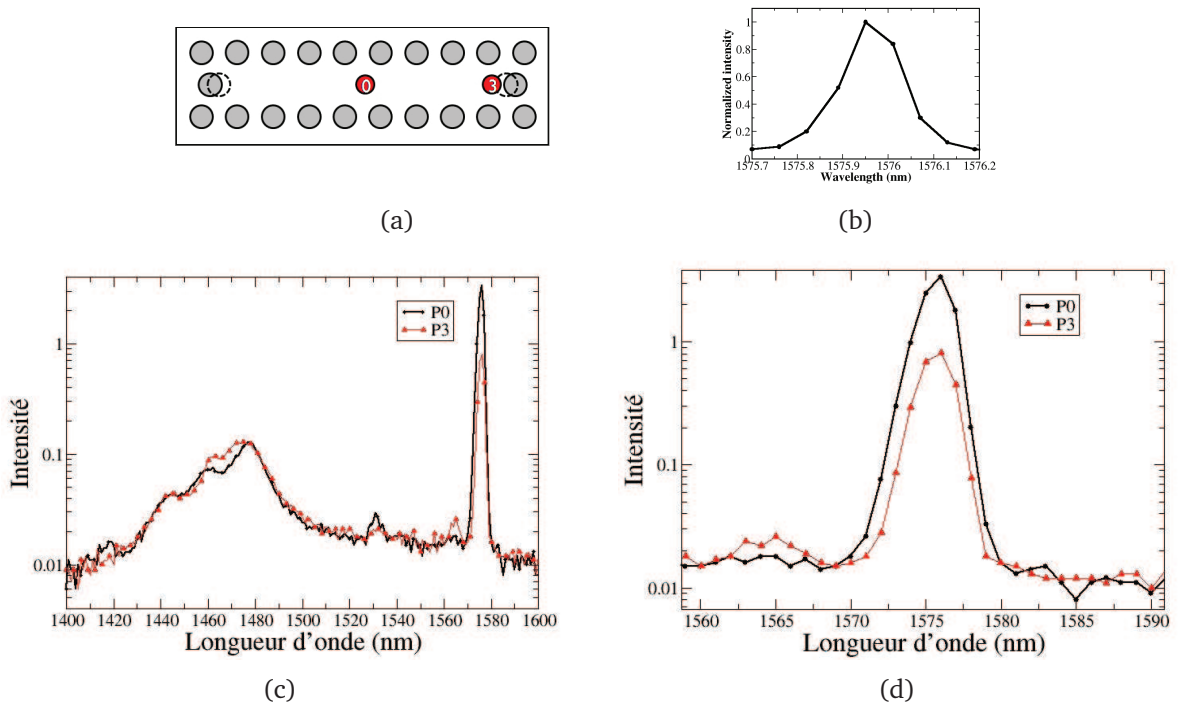 0
3
(a)
Normalized intensity
1
0.8
0.6
0.4
0.2
0
1575.7
1575.8
1575.9
1576
1576.1
1576.2
Wavelength (nm)
(b)
Intensité
1
0.1
0.01
P0
P3
1400
1420
1440
1460
1480
1500
1520
1540
1560
1580
1600
Longueur d'onde (nm)
(c)
Intensité
1
0.1
0.01
P0
P3
1560
1565
1570
1575
1580
1585
1590
Longueur d'onde (nm)
(d)